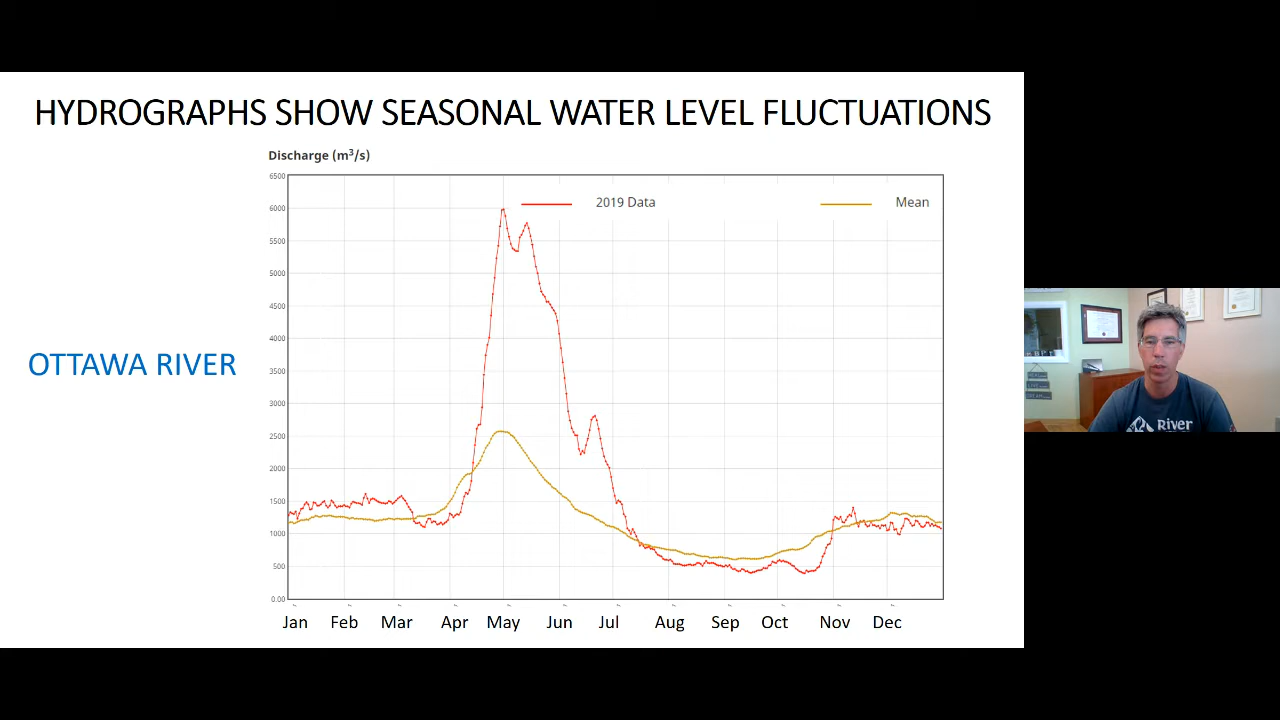 HYDROGRAPHS SHOW SEASONAL WATER LEVEL FLUCTUATIONS
Discharge (m³/s)
6500
6000
5500
5000
4500
4000
3500
3000
2500
2000
1500
1000
500
0.00
2019 Data
Mean
OTTAWA RIVER
Jan Feb Mar Apr May Jun Jul Aug Sep Oct Nov Dec
River